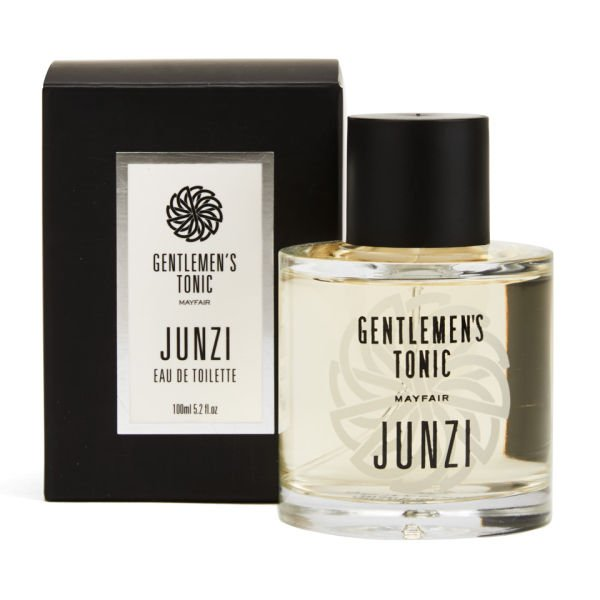 GENTLEMEN'S
TONIC
MAYFAIR
JUNZI
EAU DE TOILETTE
100ml 5.2 fl.oz
GENTLEMEN'S
TONIC
MAYFAIR
JUNZI